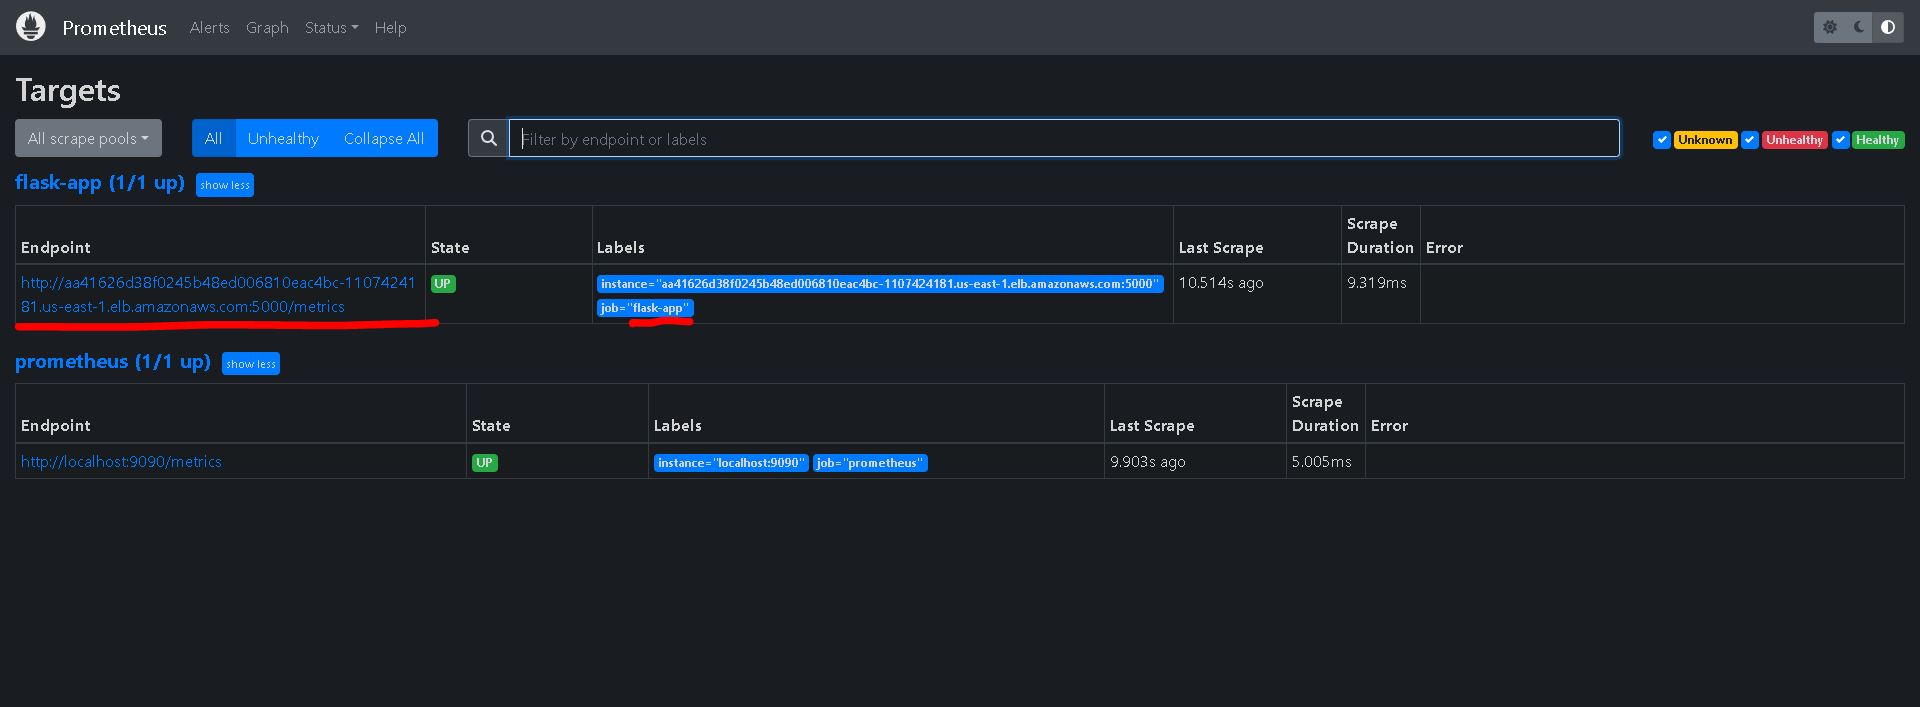 Prometheus Alerts Graph Status Help
Targets
All scrape pools All Unhealthy Collapse All Filter by endpoint or labels Unknown Unhealthy Healthy
flask-app (1/1 up) show less
Endpoint State Labels Last Scrape Scrape Duration Error
http://aa41626d38f0245b48ed006810eac4bc-11074241
81.us-east-1.elb.amazonaws.com:5000/metrics
UP
instance="aa41626d38f0245b48ed006810eac4bc-1107424181.us-east-1.elb.amazonaws.com:5000"
job="flask-app"
10.514s ago
9.319ms
prometheus (1/1 up) show less
Endpoint State Labels Last Scrape Scrape Duration Error
http://localhost:9090/metrics UP instance="localhost:9090" job="prometheus" 9.903s ago 5.005ms